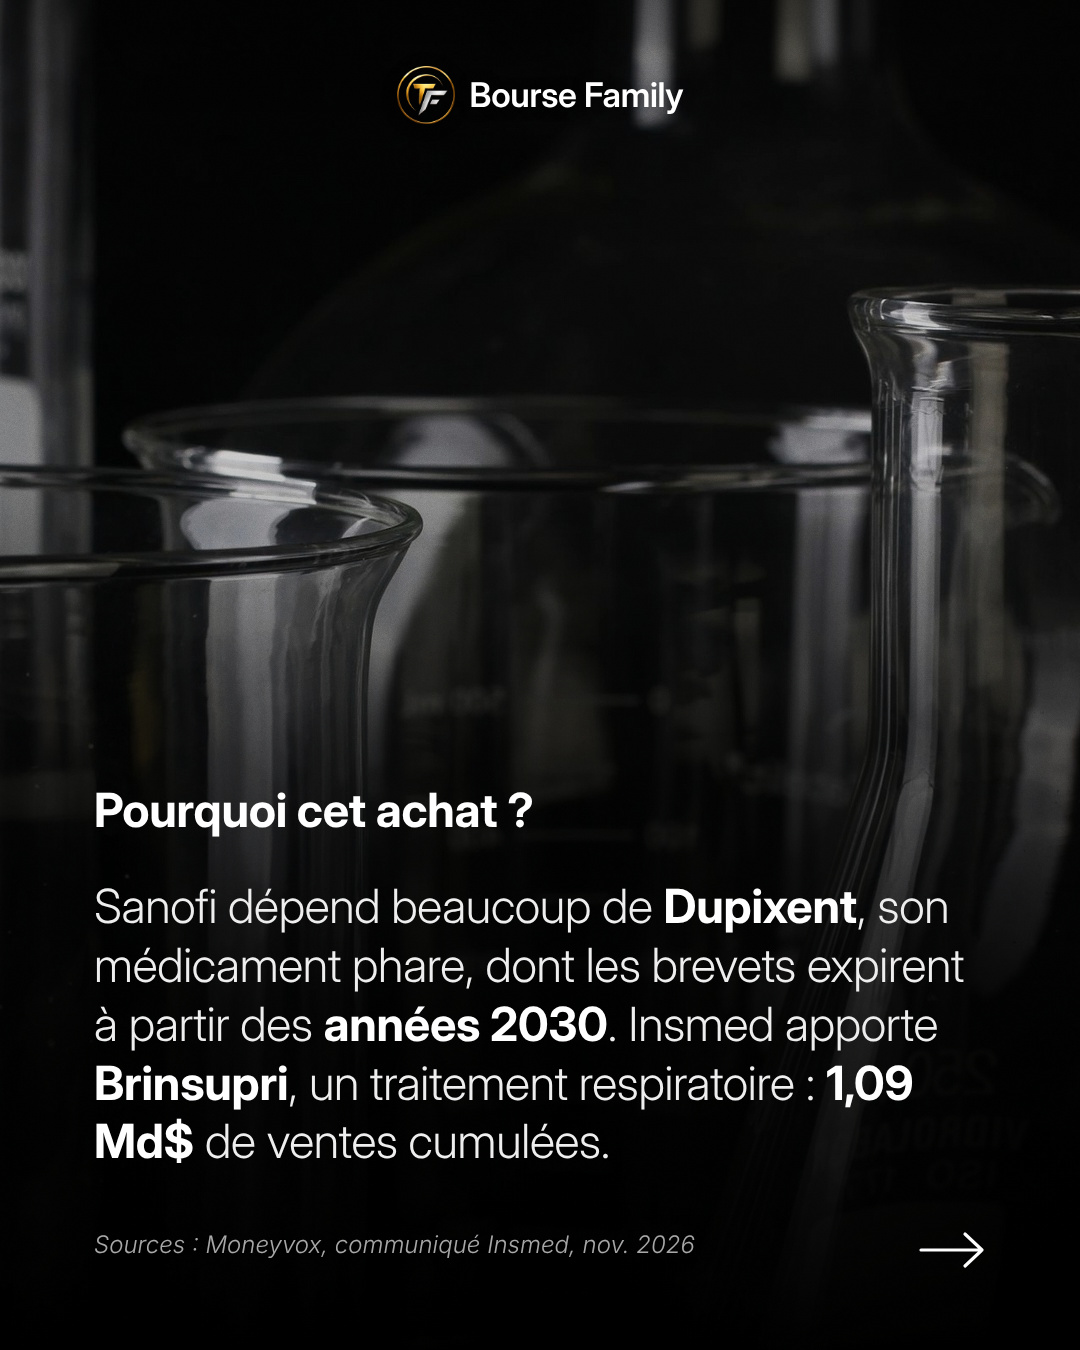 TF Bourse Family
Pourquoi cet achat ?
Sanofi dépend beaucoup de Dupixent, son
médicament phare, dont les brevets expirent
à partir des années 2030. Insmed apporte
Brinsupri, un traitement respiratoire : 1,09
Md$ de ventes cumulées.
Sources : Moneyvox, communiqué Insmed, nov. 2026